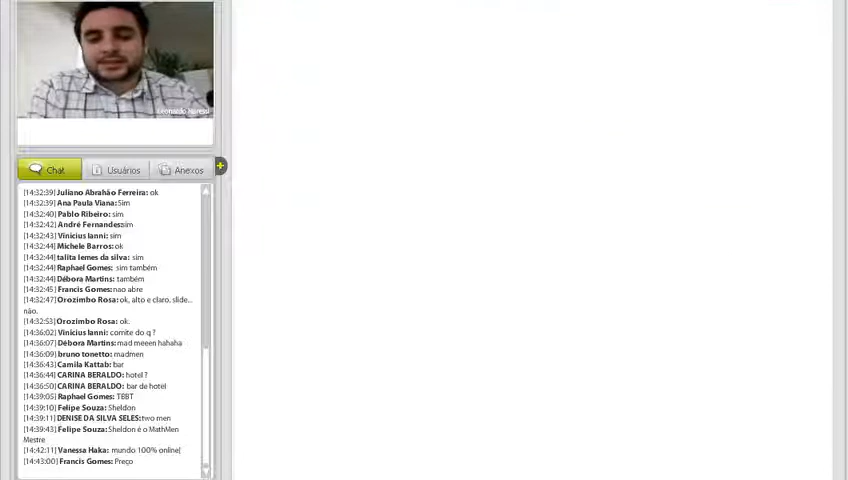 Leonardo Naressi
Chat
Usuários
Anexos
[14:32:39] Juliano Abrahão Ferreira: ok
[14:32:39] Ana Paula Viana: Sim
[14:32:40] Pablo Ribeiro: sim
[14:32:42] André Fernandes: sim
[14:32:43] Vinicius Ianni: sim
[14:32:44] Michele Barros: ok
[14:32:44] talita lemes da silva: sim
[14:32:44] Raphael Gomes: sim também
[14:32:44] Débora Martins: também
[14:32:45] Francis Gomes: nao abre
[14:32:47] Orozimbo Rosa: ok, alto e claro, slide...
não.
[14:32:53] Orozimbo Rosa: ok.
[14:36:02] Vinicius Ianni: comite do q ?
[14:36:07] Débora Martins: mad meeen hahaha
[14:36:09] bruno tonetto: madmen
[14:36:43] Camila Kattab: bar
[14:36:44] CARINA BERALDO: hotel ?
[14:36:50] CARINA BERALDO: bar de hotel
[14:39:05] Raphael Gomes: TBBT
[14:39:10] Felipe Souza: Sheldon
[14:39:11] DENISE DA SILVA SELES: two men
[14:39:43] Felipe Souza: Sheldon é o MathMen
Mestre
[14:42:11] Vanessa Haka: mundo 100% online(
[14:43:00] Francis Gomes: Preço